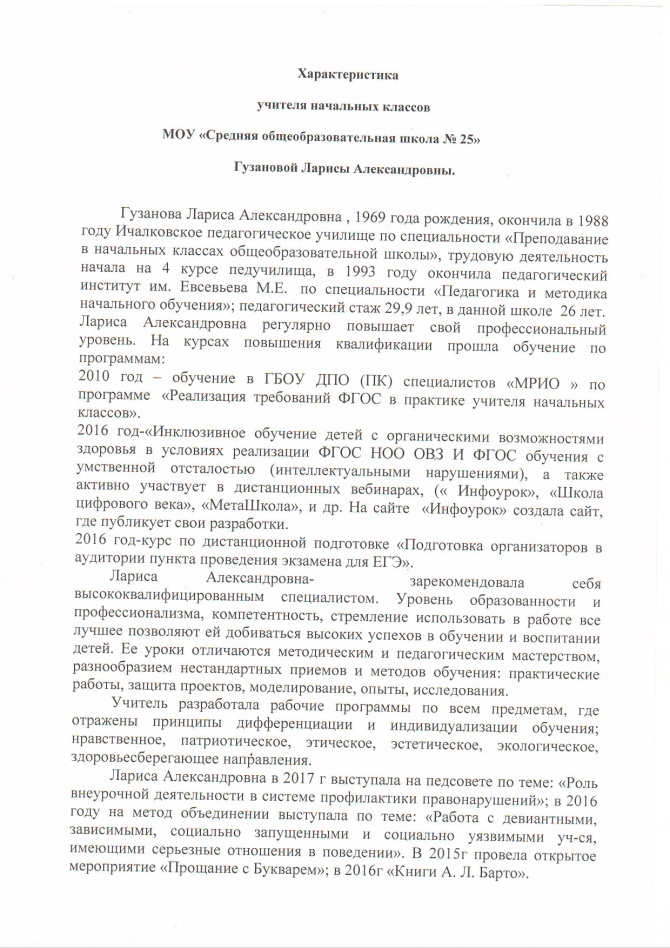 Характеристика
учителя начальных классов
МОУ «Средняя общеобразовательная школа № 25»
Гузановой Ларисы Александровны.
Гузанова Лариса Александровна , 1969 года рождения, окончила в 1988
году Ичалковское педагогическое училище по специальности «Преподавание
в начальных классах общеобразовательной школы», трудовую деятельность
начала на 4 курсе педучилища, в 1993 году окончила педагогический
институт им. Евсевьева М.Е. по специальности «Педагогика и методика
начального обучения»; педагогический стаж 29,9 лет, в данной школе 26 лет.
Лариса Александровна регулярно повышает свой профессиональный
уровень. На курсах повышения квалификации прошла обучение по
программам:
2010 год – обучение в ГБОУ ДПО (ПК) специалистов «МРИО » по
программе «Реализация требований ФГОС в практике учителя начальных
классов».
2016 год-«Инклюзивное обучение детей с органическими возможностями
здоровья в условиях реализации ФГОС НОО ОВЗ И ФГОС обучения с
умственной отсталостью (интеллектуальными нарушениями), а также
активно участвует в дистанционных вебинарах, (« Инфоурок», «Школа
цифрового века», «МетаШкола», и др. На сайте «Инфоурок» создала сайт,
где публикует свои разработки.
2016 год-курс по дистанционной подготовке «Подготовка организаторов в
аудитории пункта проведения экзамена для ЕГЭ».
Лариса Александровна- зарекомендовала себя
высококвалифицированным специалистом. Уровень образованности и
профессионализма, компетентность, стремление использовать в работе все
лучшее позволяют ей добиваться высоких успехов в обучении и воспитании
детей. Ее уроки отличаются методическим и педагогическим мастерством,
разнообразием нестандартных приемов и методов обучения: практические
работы, защита проектов, моделирование, опыты, исследования.
Учитель разработала рабочие программы по всем предметам, где
отражены принципы дифференциации и индивидуализации обучения;
нравственное, патриотическое, этическое, эстетическое, экологическое,
здоровьесберегающее направления.
Лариса Александровна в 2017 г выступала на педсовете по теме: «Роль
внеурочной деятельности в системе профилактики правонарушений»; в 2016
году на метод объединении выступала по теме: «Работа с девиантными,
зависимыми, социально запущенными и социально уязвимыми уч-ся,
имеющими серьезные отношения в поведении». В 2015г провела открытое
мероприятие «Прощание с Букварем»; в 2016г «Книги А. Л. Барто».